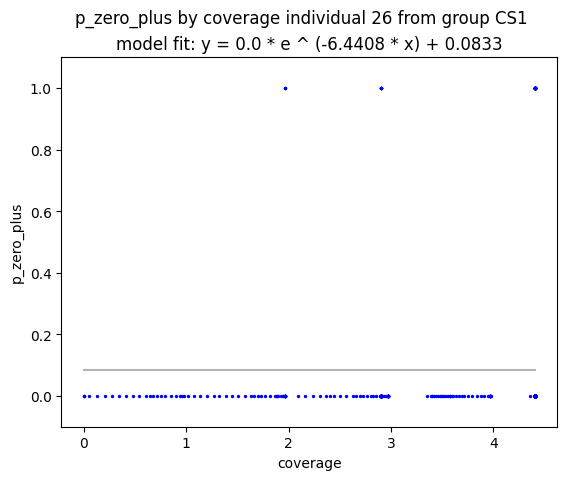 p_zero_plus by coverage individual 26 from group CS1
model fit: y = 0.0 * e ^ (-6.4408 * x) + 0.0833
1.0
0.8
0.6
0.4
0.2
0.0
p_zero_plus
0 1 2 3 4
coverage